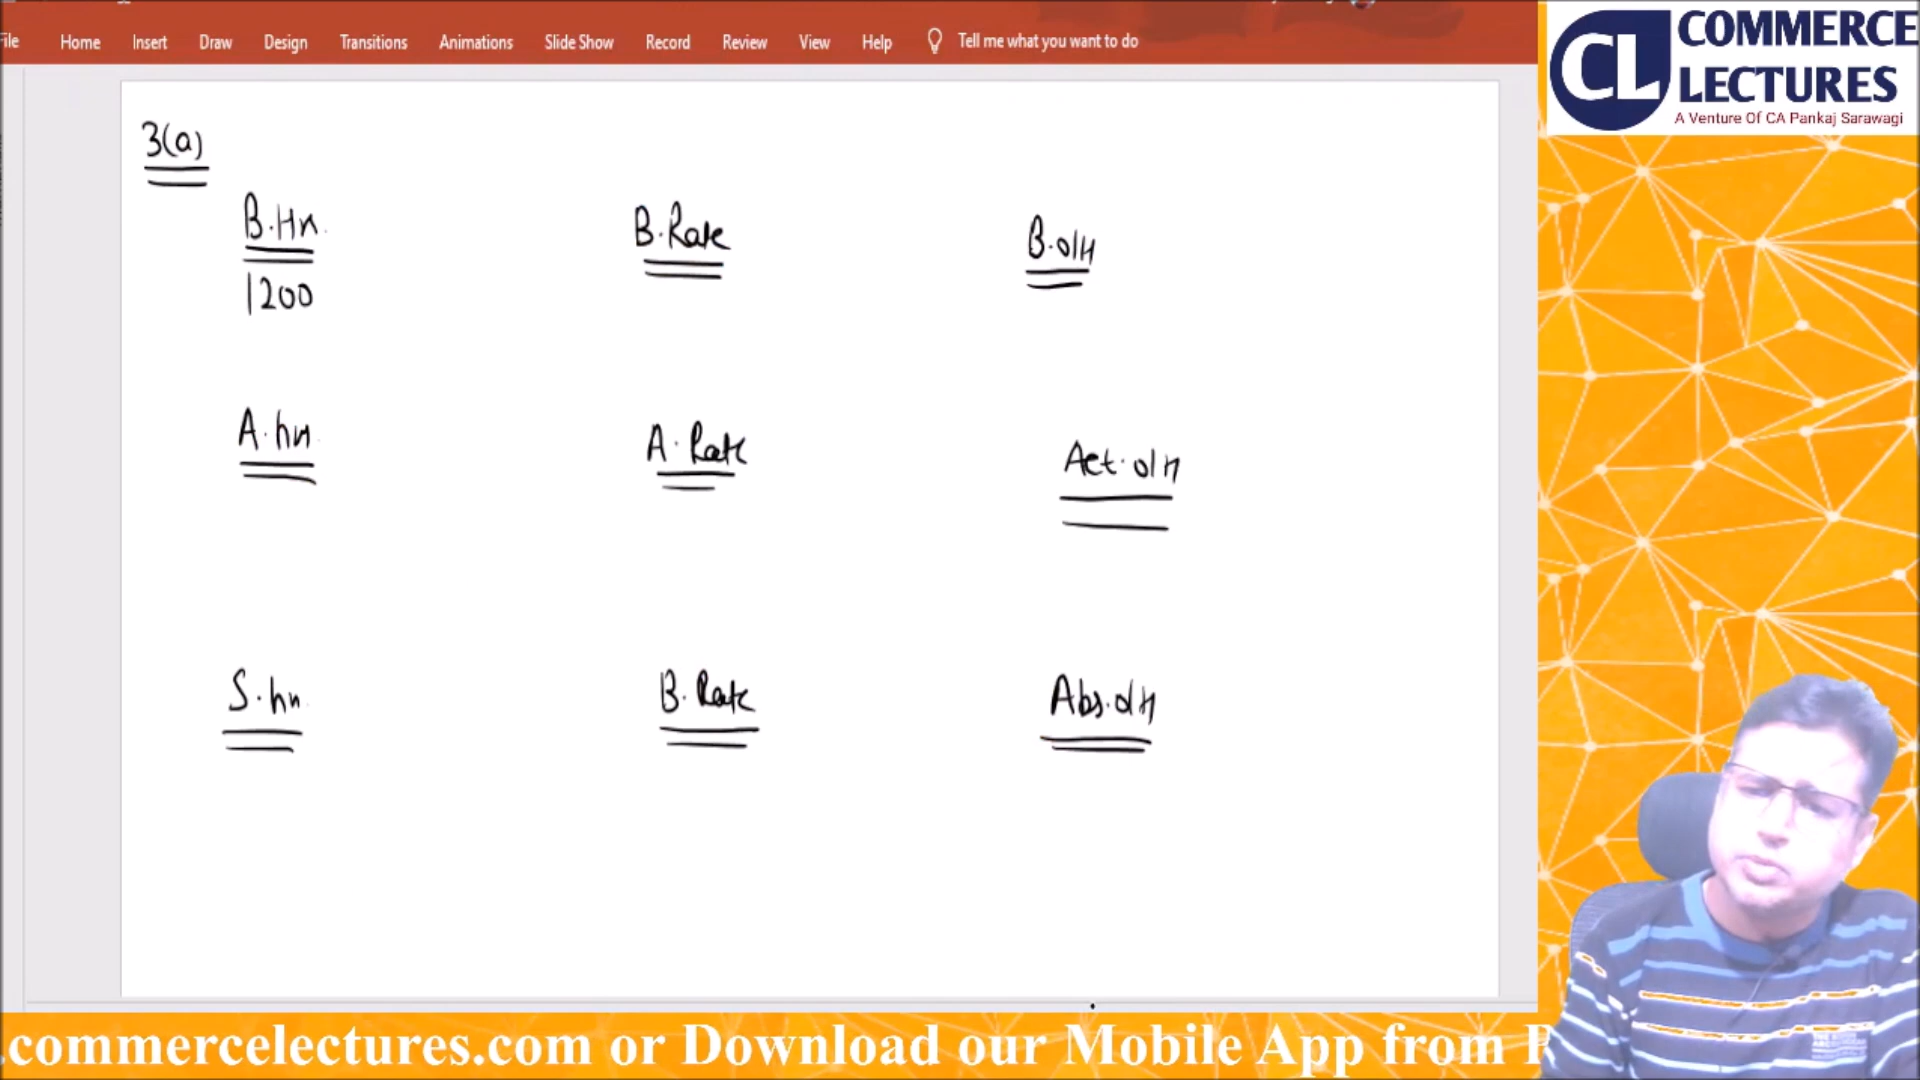 File Home Insert Draw Design Transitions Animations Slide Show Record Review View Help Tell me what you want to do
CL COMMERCE
LECTURES
A Venture Of CA Pankaj Sarawagi
3(a)
B.Hr. B.Rate B.o/H
1200
A.hr. A.Rate Act.o/H
S.hr. B.Rate Abs.o/H
commercelectures.com or Download our Mobile App from P